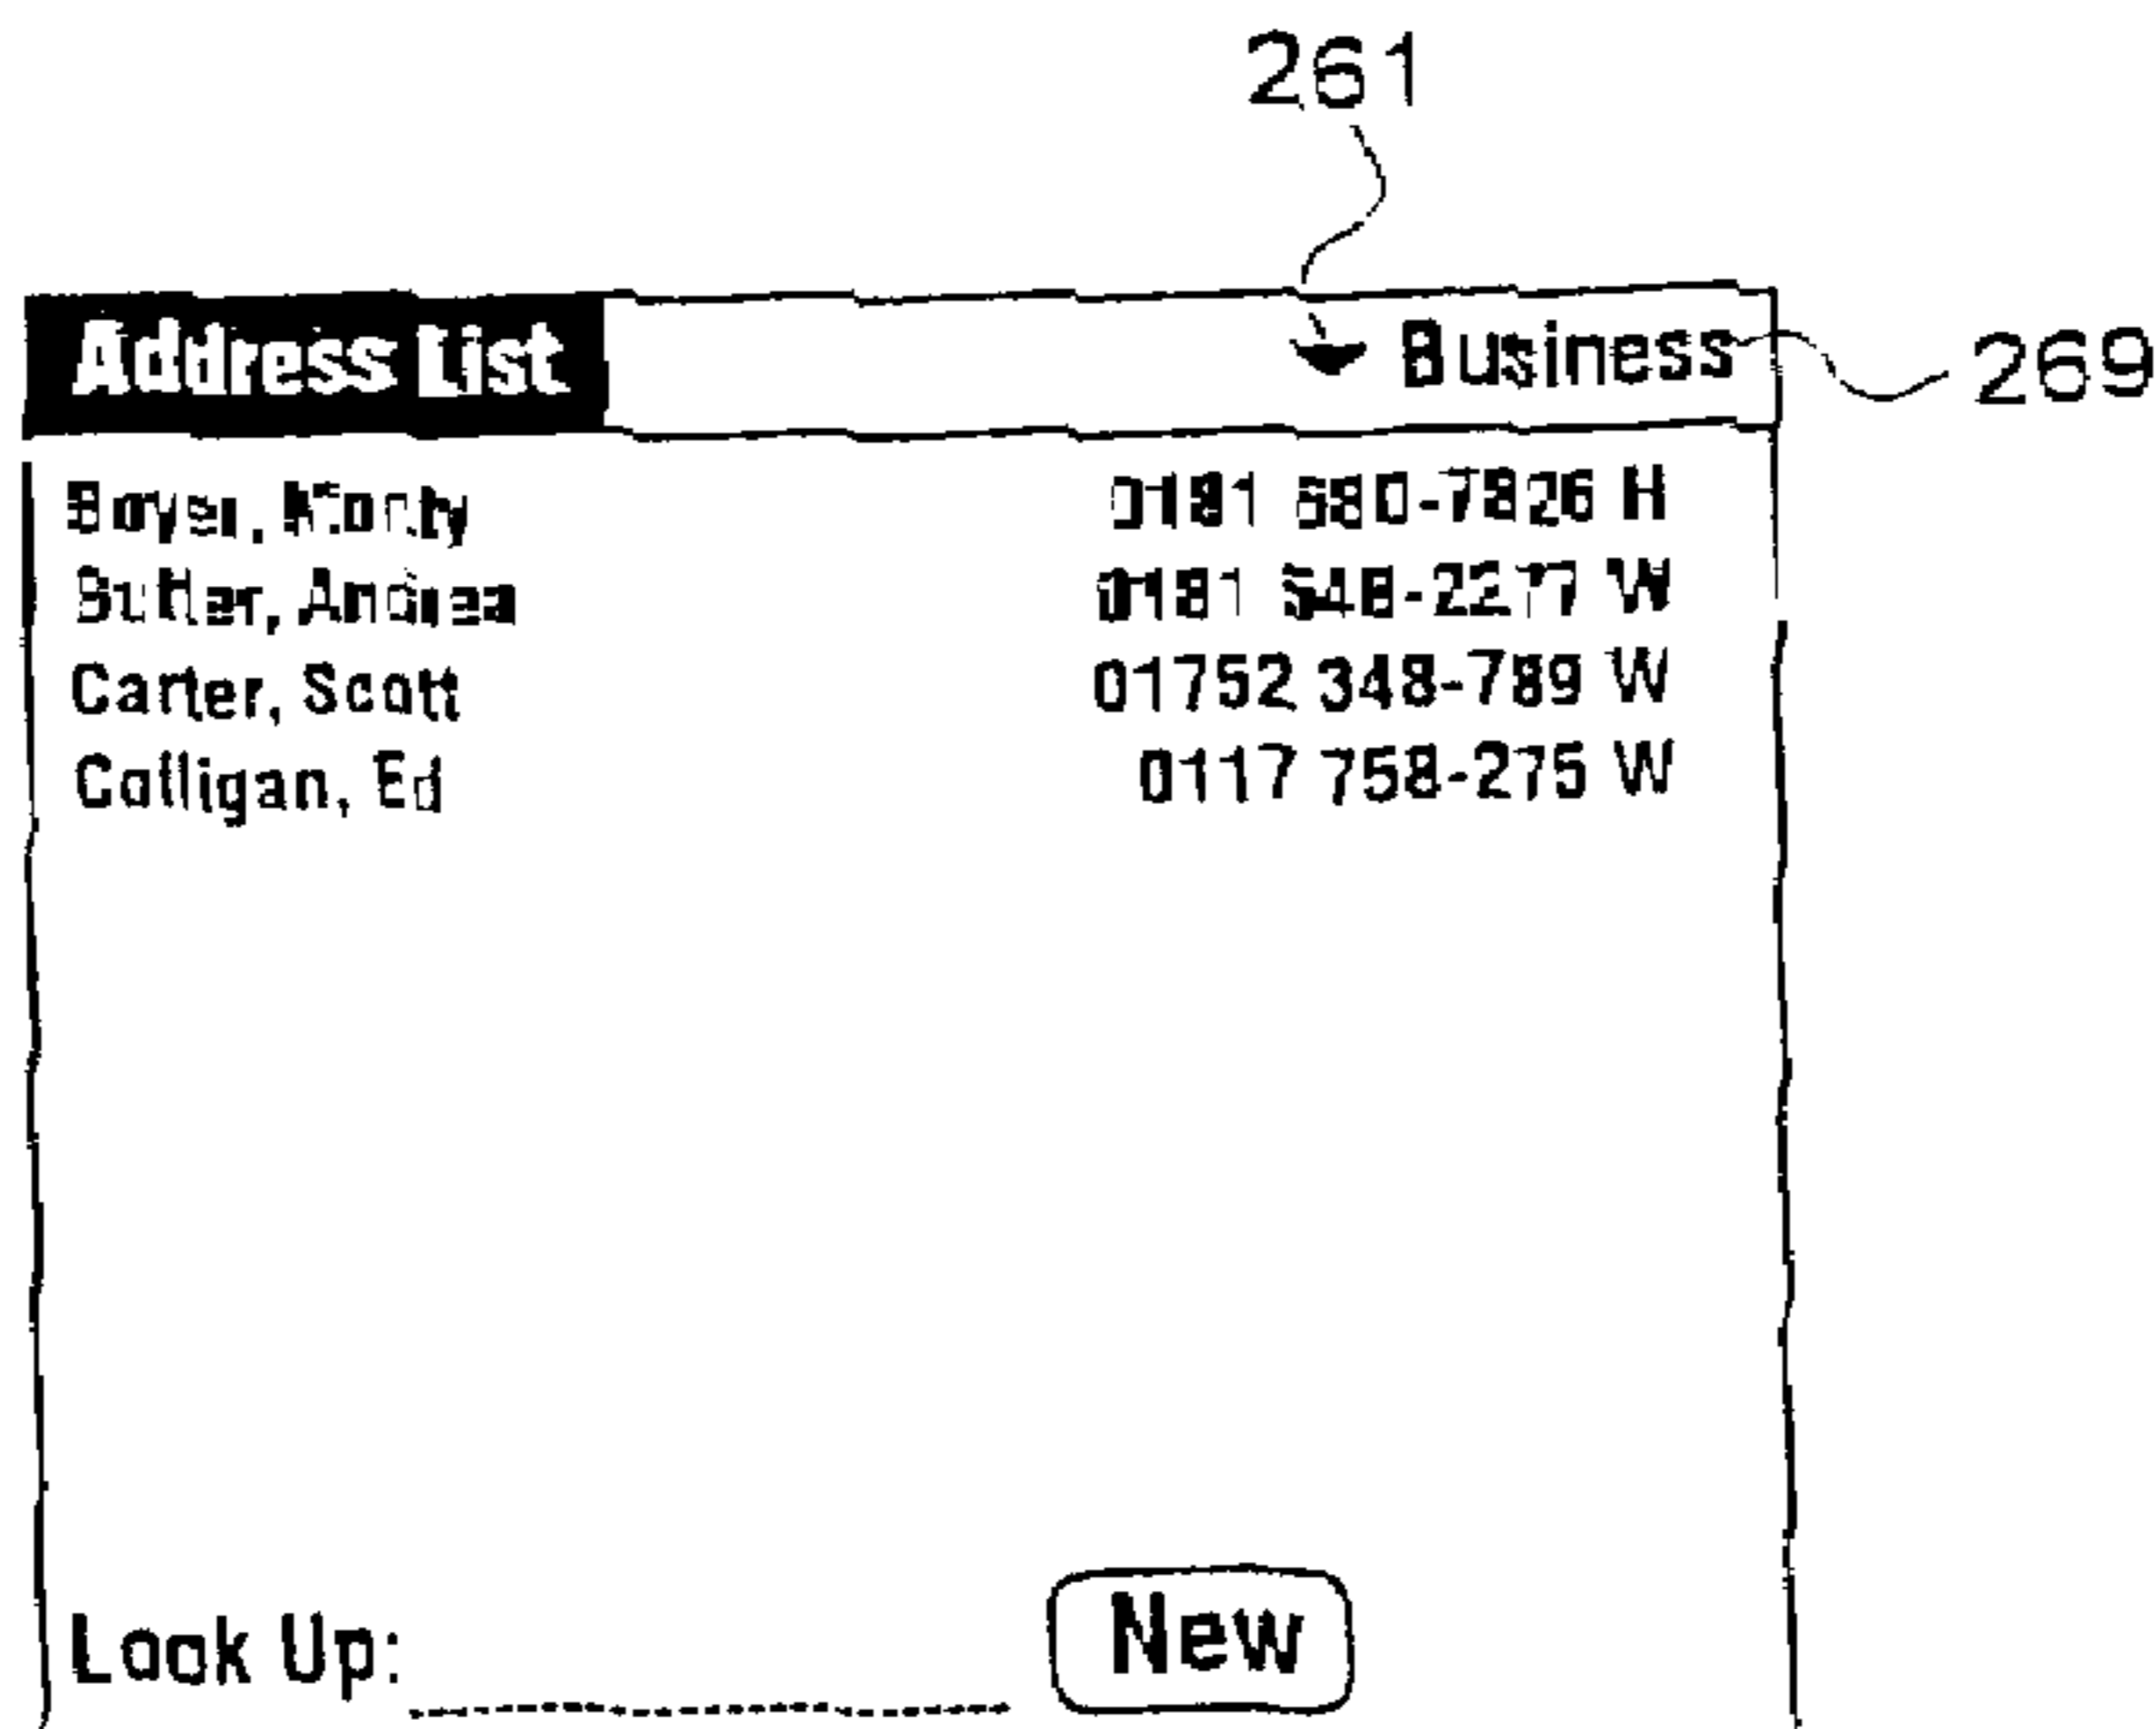 261
Address List Business 269
Boyer, Monty 0181 680-7826 H
Butler, Andrea 0181 548-2277 W
Carter, Scott 01752 348-789 W
Colligan, Ed 0117 758-275 W
Look Up: New